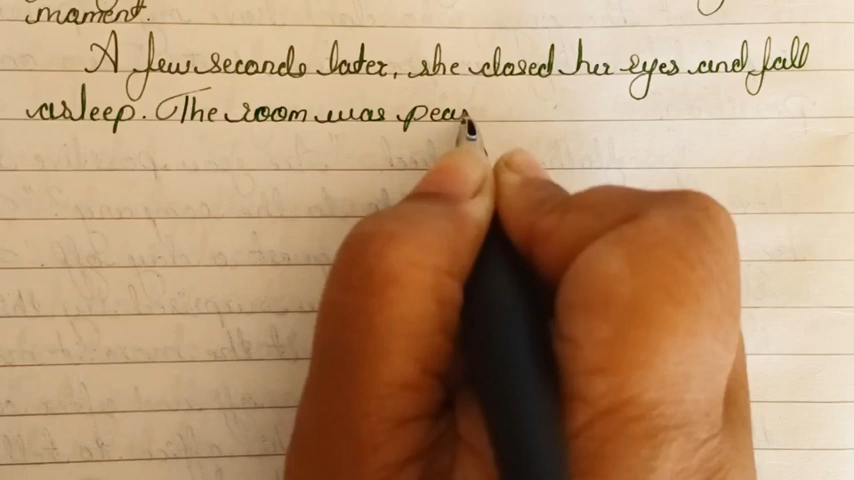 moment.
A few seconds later, she closed her eyes and fall
asleep. The room was pea